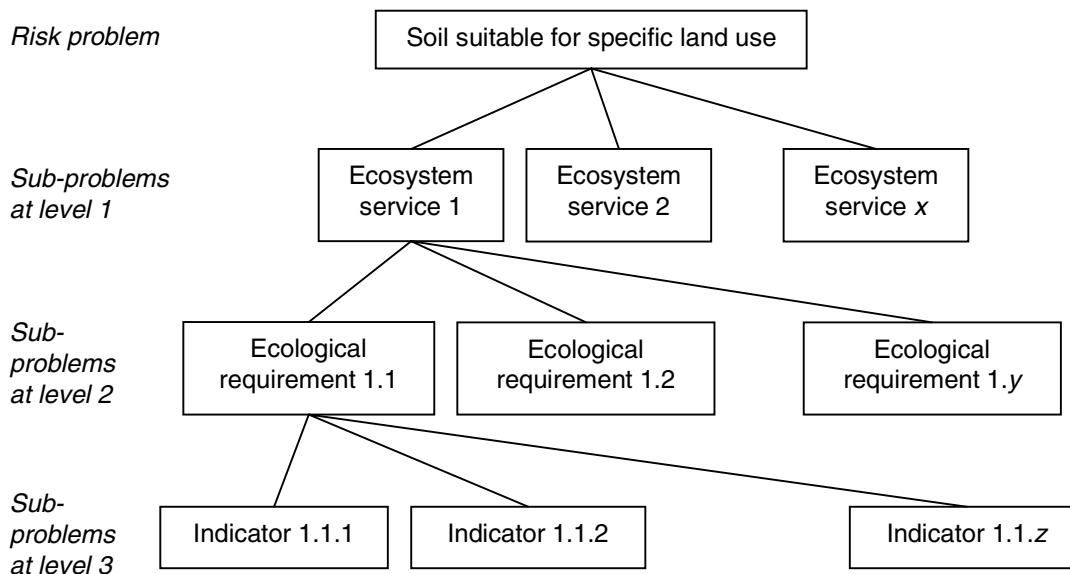 Risk problem
Soil suitable for specific land use
Sub-problems
at level 1
Ecosystem
service 1
Ecosystem
service 2
Ecosystem
service x
Sub-
problems
at level 2
Ecological
requirement 1.1
Ecological
requirement 1.2
Ecological
requirement 1.y
Sub-
problems
at level 3
Indicator 1.1.1
Indicator 1.1.2
Indicator 1.1.z